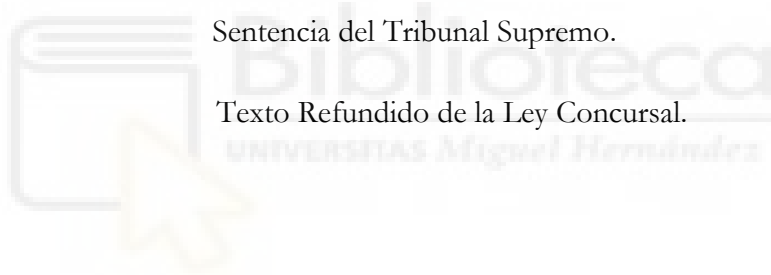 Sentencia del Tribunal Supremo.
Biblioteca
Texto Refundido de la Ley Concursal.
UNIVERSITAS Miguel Hernández